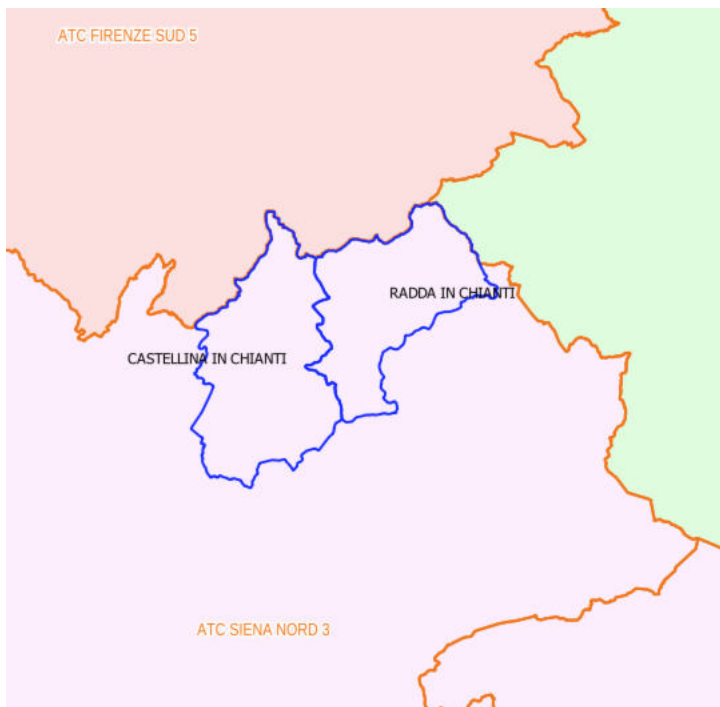 ATC FIRENZE SUD 5
RADDA IN CHIANTI
CASTELLINA IN CHIANTI
ATC SIENA NORD 3